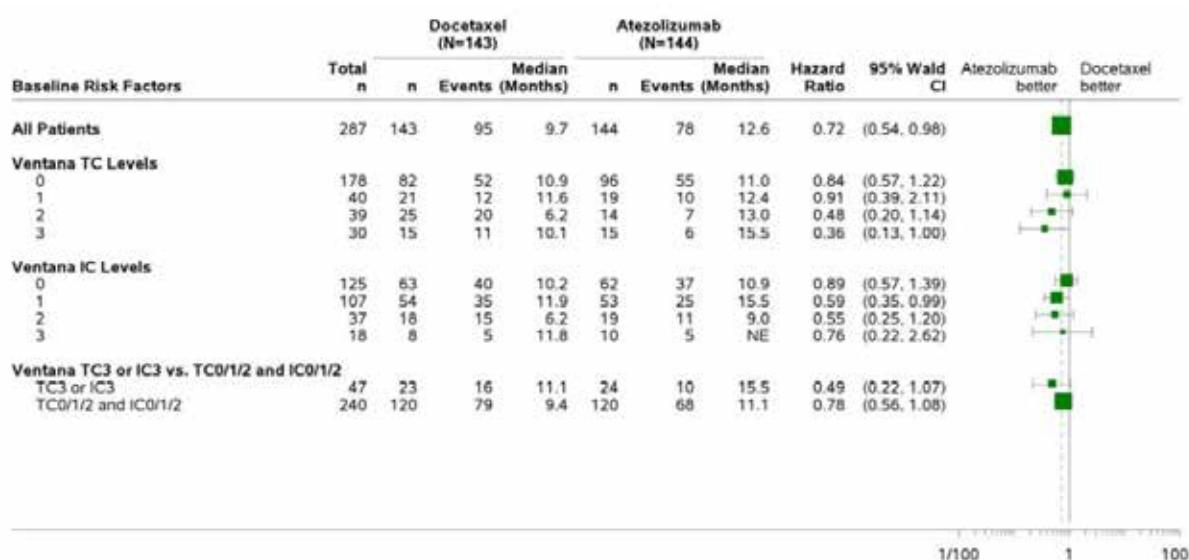 Docetaxel Atezolizumab
(N=143) (N=144)
Total Median Median Hazard 95% Wald Atezolizumab Docetaxel
Baseline Risk Factors n n Events (Months) n Events (Months) Ratio CI better better
All Patients 287 143 95 9.7 144 78 12.6 0.72 (0.54, 0.98)
Ventana TC Levels
0 178 82 52 10.9 96 55 11.0 0.84 (0.57, 1.22)
1 40 21 12 11.6 19 10 12.4 0.91 (0.39, 2.11)
2 39 25 20 6.2 14 7 13.0 0.48 (0.20, 1.14)
3 30 15 11 10.1 15 6 15.5 0.36 (0.13, 1.00)
Ventana IC Levels
0 125 63 40 10.2 62 37 10.9 0.89 (0.57, 1.39)
1 107 54 35 11.9 53 25 15.5 0.59 (0.35, 0.99)
2 37 18 15 6.2 19 11 9.0 0.55 (0.25, 1.20)
3 18 8 5 11.8 10 5 NE 0.76 (0.22, 2.62)
Ventana TC3 or IC3 vs. TC0/1/2 and IC0/1/2
TC3 or IC3 47 23 16 11.1 24 10 15.5 0.49 (0.22, 1.07)
TC0/1/2 and IC0/1/2 240 120 79 9.4 120 68 11.1 0.78 (0.56, 1.08)
1/100 1 100